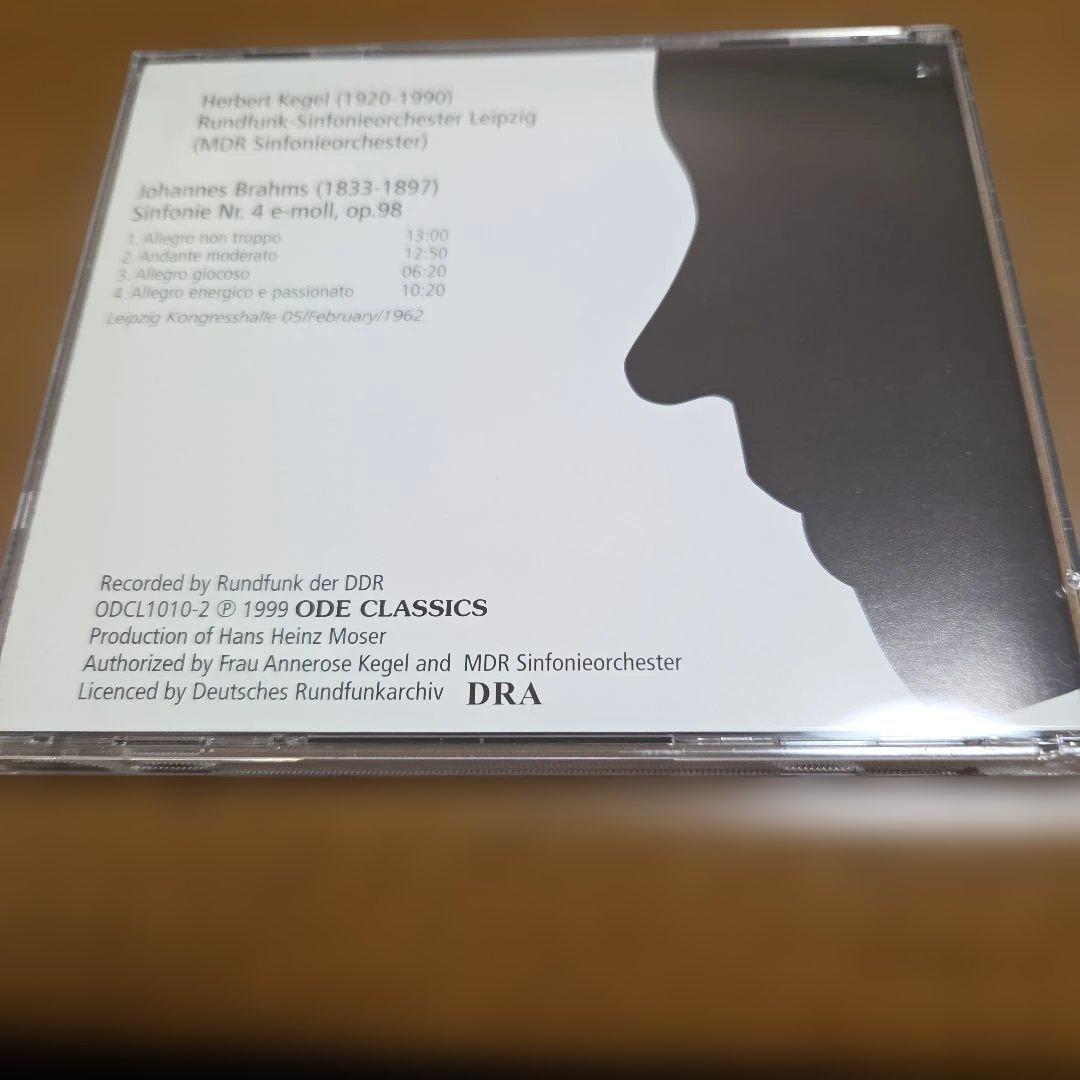 Herbert Kegel (1920-1990)
Rundfunk-Sinfonieorchester Leipzig
(MDR Sinfonieorchester)
Johannes Brahms (1833-1897)
Sinfonie Nr. 4 e-moll, op.98
1. Allegro non troppo 13:00
2. Andante moderato 12:50
3. Allegro giocoso 06:20
4. Allegro energico e passionato 10:20
Leipzig Kongresshalle 05/February/1962
Recorded by Rundfunk der DDR
ODCL1010-2 ℗ 1999 ODE CLASSICS
Production of Hans Heinz Moser
Authorized by Frau Annerose Kegel and MDR Sinfonieorchester
Licenced by Deutsches Rundfunkarchiv DRA